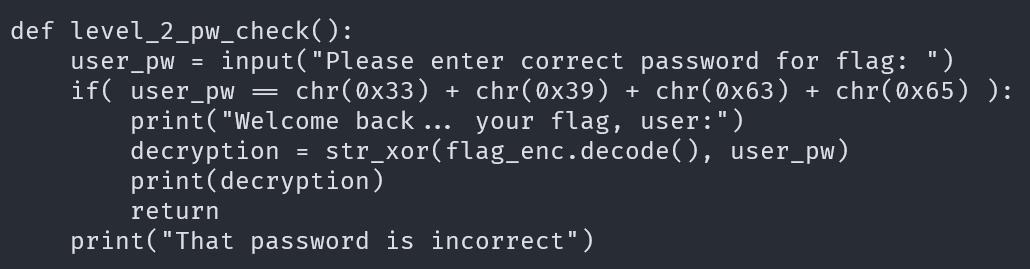 def level_2_pw_check():
    user_pw = input("Please enter correct password for flag: ")
    if( user_pw == chr(0x33) + chr(0x39) + chr(0x63) + chr(0x65) ):
        print("Welcome back... your flag, user:")
        decryption = str_xor(flag_enc.decode(), user_pw)
        print(decryption)
        return
    print("That password is incorrect")